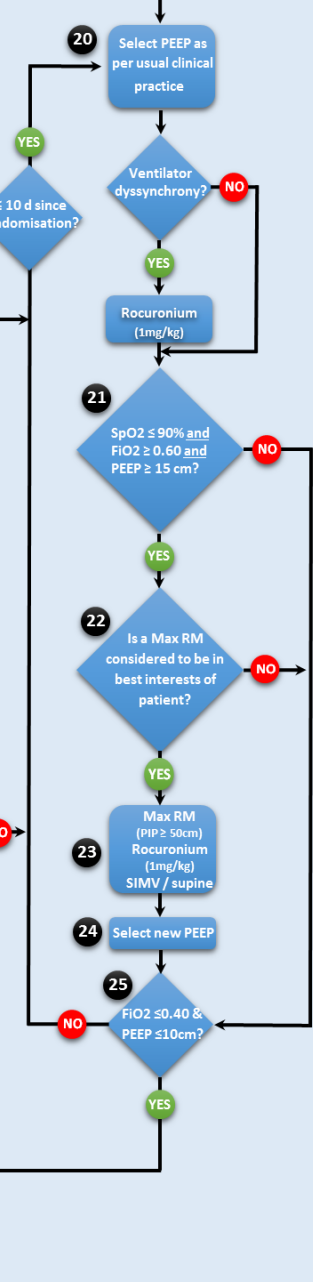 20
Select PEEP as
per usual clinical
practice
YES
10 d since
Ventilator
dyssynchrony?
NO
YES
Rocuronium
(1mg/kg)
21
SpO2 ≤ 90% and
FiO2 ≥ 0.60 and
PEEP ≥ 15 cm?
NO
YES
22
Is a Max RM
considered to be in
best interests of
patient?
NO
YES
23
Max RM
(PIP ≥ 50cm)
Rocuronium
(1mg/kg)
SIMV / supine
24
Select new PEEP
25
FiO2 ≤0.40 &
PEEP ≤10cm?
NO
YES